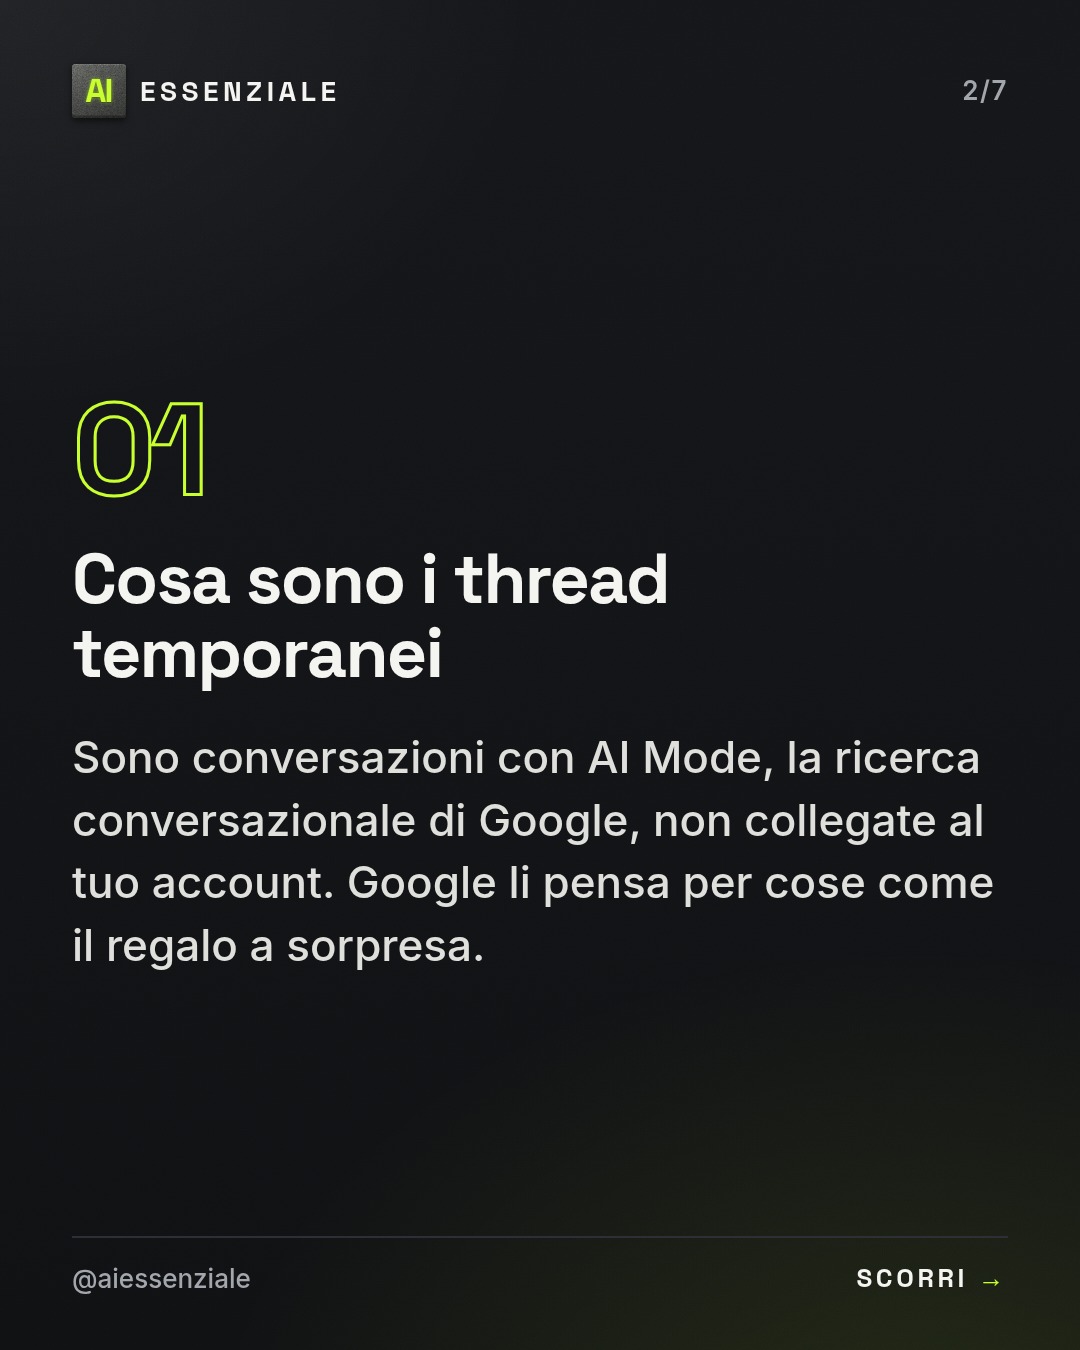 AI ESSENZIALE
2/7
01
Cosa sono i thread
temporanei
Sono conversazioni con AI Mode, la ricerca
conversazionale di Google, non collegate al
tuo account. Google li pensa per cose come
il regalo a sorpresa.
@aiessenziale
SCORRI →